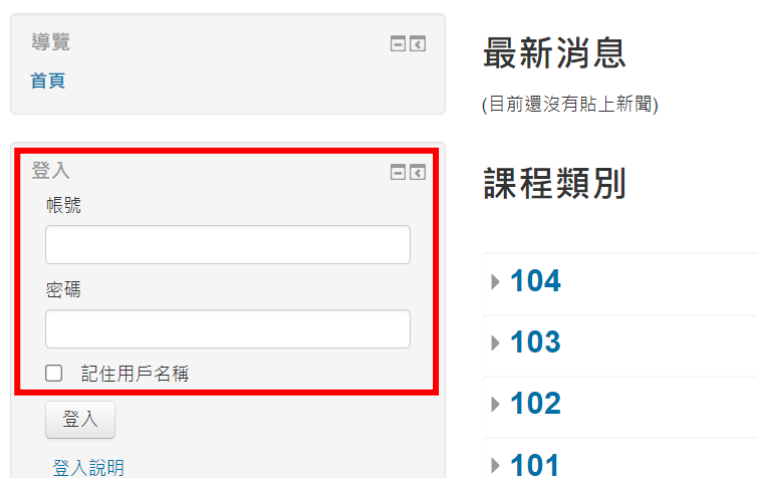 導覽
首頁
登入
帳號
密碼
記住用戶名稱
登入
登入說明
最新消息
(目前還沒有貼上新聞)
課程類別
104
103
102
101